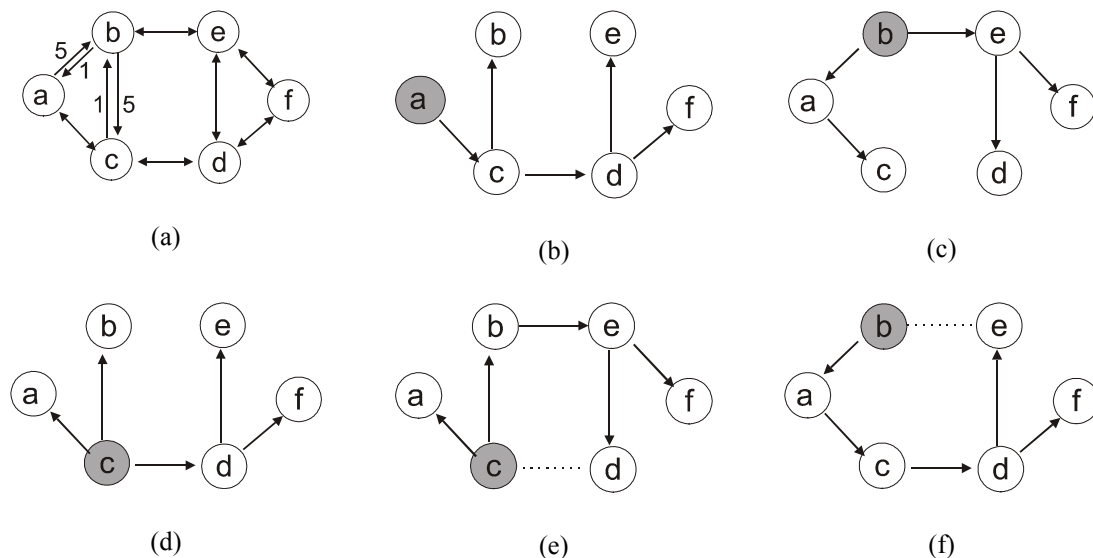 b e b e b e
5
1
a 1 5 f a f a f
c d c d c d
(a) (b) (c)
b e b e b e
a f a f a f
c d c d c d
(d) (e) (f)